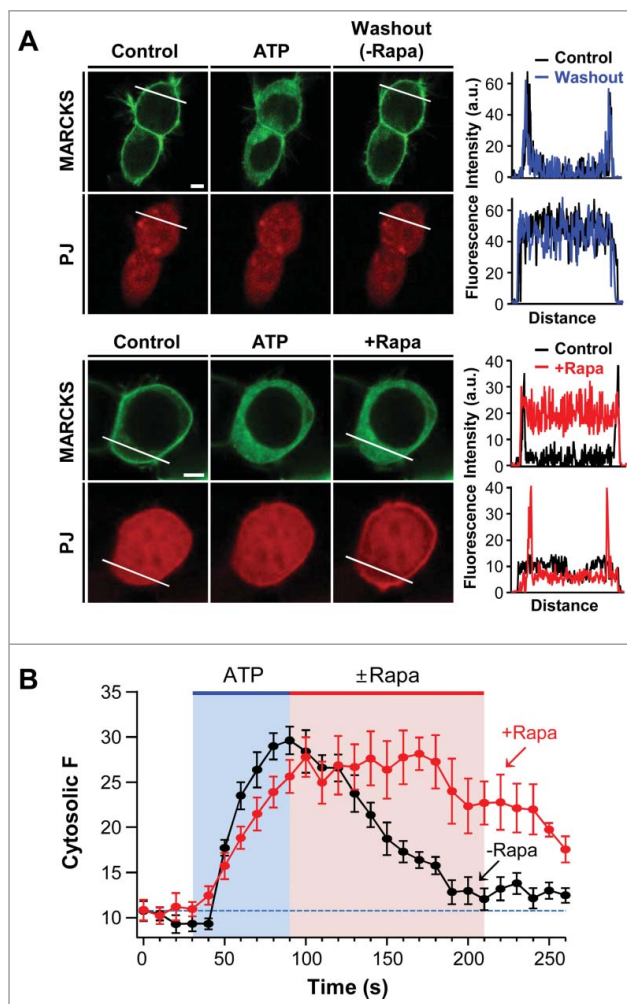 A
Control
ATP
Washout
(-Rapa)
MARCKS
PJ
Control
Washout
Fluorescence Intensity (a.u.)
60
40
20
0
60
40
20
0
Distance
Control
ATP
+Rapa
MARCKS
PJ
Control
+Rapa
Fluorescence Intensity (a.u.)
40
30
20
10
0
40
30
20
10
0
Distance
B
ATP
±Rapa
+Rapa
-Rapa
Cytosolic F
35
30
25
20
15
10
0
50
100
150
200
250
Time (s)